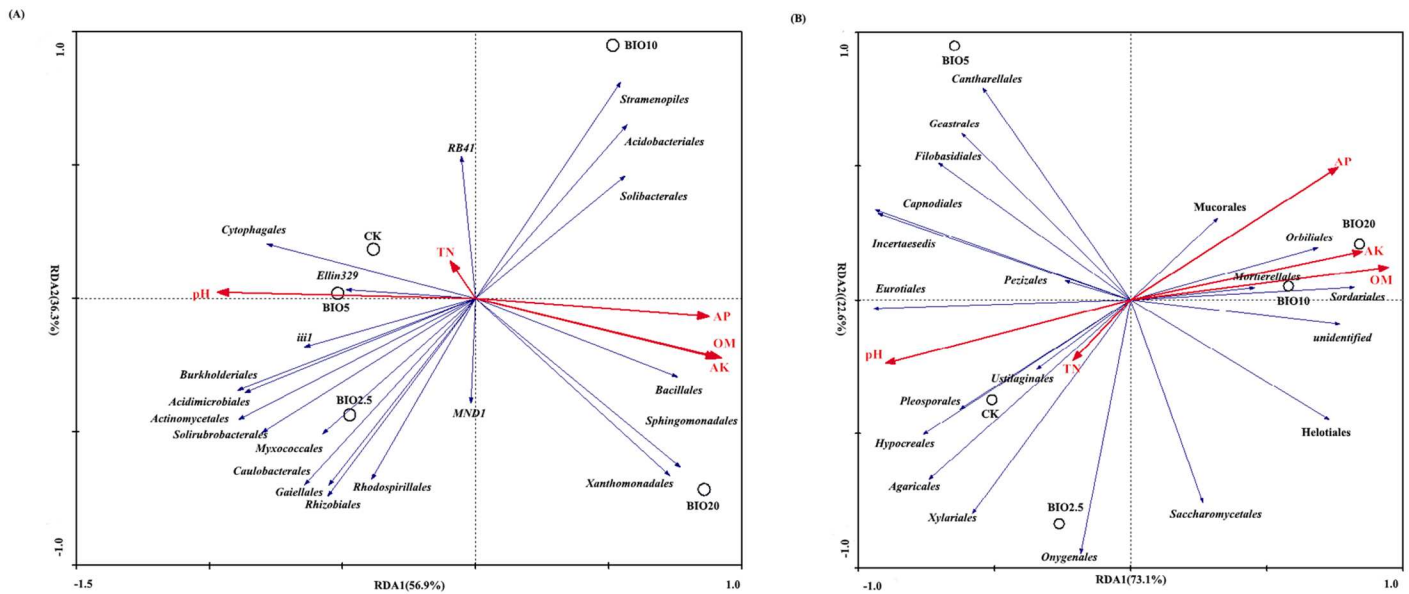 (A)
(B)
1.0
BIO10
Stramenopiles
RB41
Acidobacteriales
Solibacterales
Cytophagales
CK
TN
Ellin329
pH
BIO5
AP
OM
AK
iii1
Burkholderiales
Acidimicrobiales
Actinomycetales
Solirubrobacterales
BIO2.5
Myxococcales
MND1
Bacillales
Sphingomonadales
Caulobacterales
Gaiellales
Rhizobiales
Rhodospirillales
Xanthomonadales
BIO20
RDA2(36.3%)
-1.0
-1.5
RDA1(56.9%)
1.0
1.0
BIO5
Cantharellales
Geastrales
Filobasidiales
AP
Capnodiales
Mucorales
BIO20
Incertaesedis
Orbiliales
AK
Pezizales
Mortierellales
OM
Eurotiales
BIO10
Sordariales
unidentified
pH
TN
Ustilaginales
Pleosporales
CK
Hypocreales
Helotiales
Agaricales
Xylariales
BIO2.5
Saccharomycetales
Onygenales
RDA2((22.6%)
-1.0
-1.0
RDA1(73.1%)
1.0